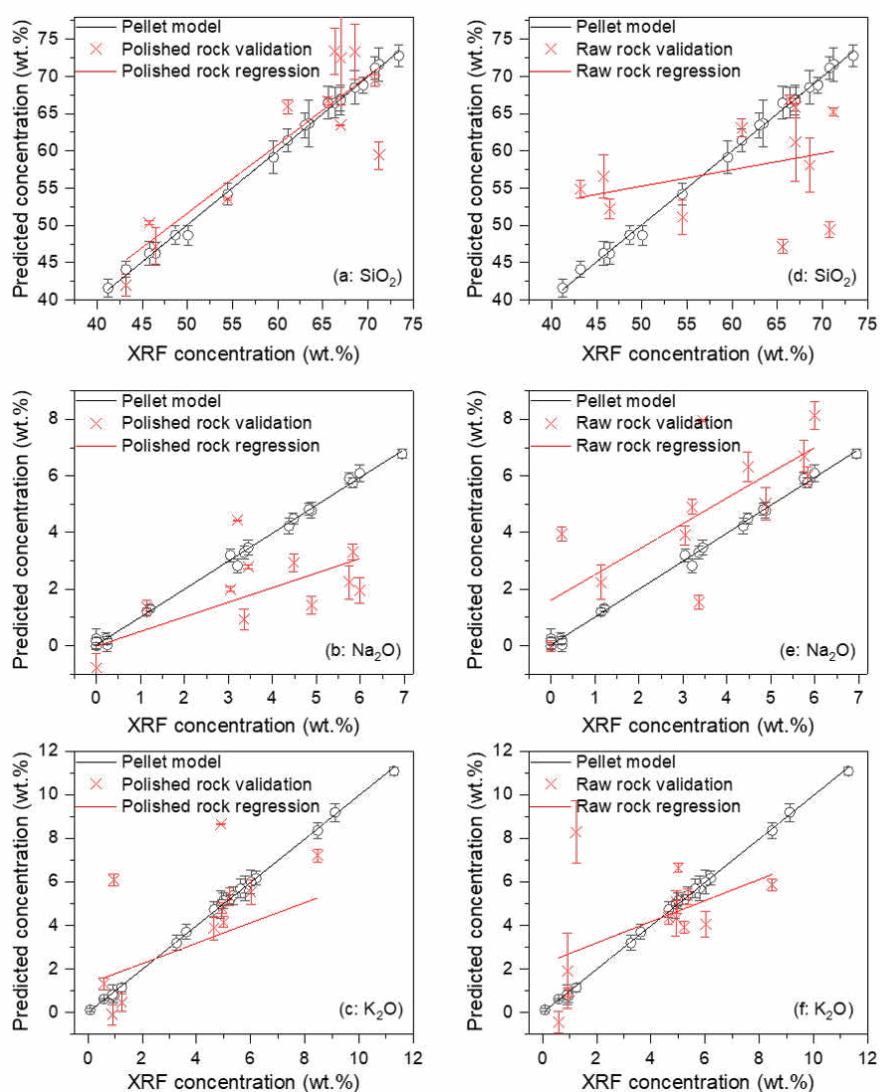 Predicted concentration (wt.%)
75
70
65
60
55
50
45
40
Pellet model
Polished rock validation
Polished rock regression
(a: SiO₂)
40 45 50 55 60 65 70 75
XRF concentration (wt.%)
Predicted concentration (wt.%)
75
70
65
60
55
50
45
40
Pellet model
Raw rock validation
Raw rock regression
(d: SiO₂)
40 45 50 55 60 65 70 75
XRF concentration (wt.%)
Predicted concentration (wt.%)
8
6
4
2
0
Pellet model
Polished rock validation
Polished rock regression
(b: Na₂O)
0 1 2 3 4 5 6 7
XRF concentration (wt.%)
Predicted concentration (wt.%)
8
6
4
2
0
Pellet model
Raw rock validation
Raw rock regression
(e: Na₂O)
0 1 2 3 4 5 6 7
XRF concentration (wt.%)
Predicted concentration (wt.%)
12
10
8
6
4
2
0
Pellet model
Polished rock validation
Polished rock regression
(c: K₂O)
0 2 4 6 8 10 12
XRF concentration (wt.%)
Predicted concentration (wt.%)
12
10
8
6
4
2
0
Pellet model
Raw rock validation
Raw rock regression
(f: K₂O)
0 2 4 6 8 10 12
XRF concentration (wt.%)